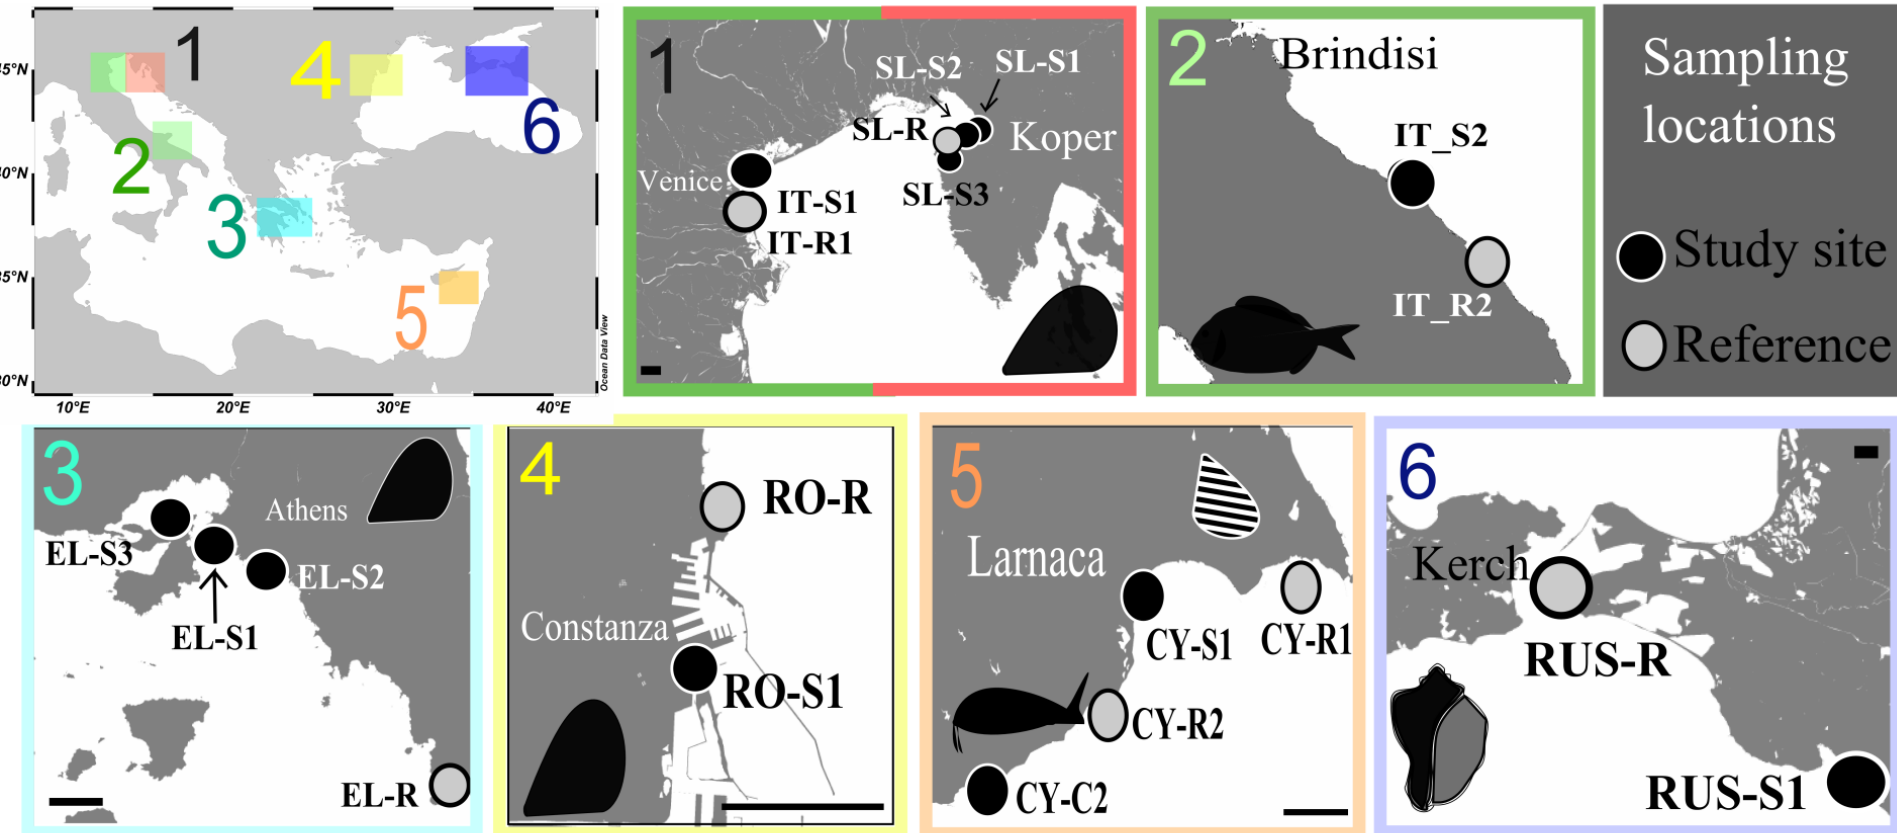 1
2
3
4
5
6
45°N
40°N
35°N
30°N
10°E
20°E
30°E
40°E
Ocean Data View
1
SL-S2
SL-S1
SL-R
Koper
Venice
SL-S3
IT-S1
IT-R1
2
Brindisi
IT_S2
IT_R2
Sampling
locations
Study site
Reference
3
Athens
EL-S3
EL-S2
EL-S1
EL-R
4
RO-R
Constanza
RO-S1
5
Larnaca
CY-S1
CY-R1
CY-R2
CY-C2
6
Kerch
RUS-R
RUS-S1